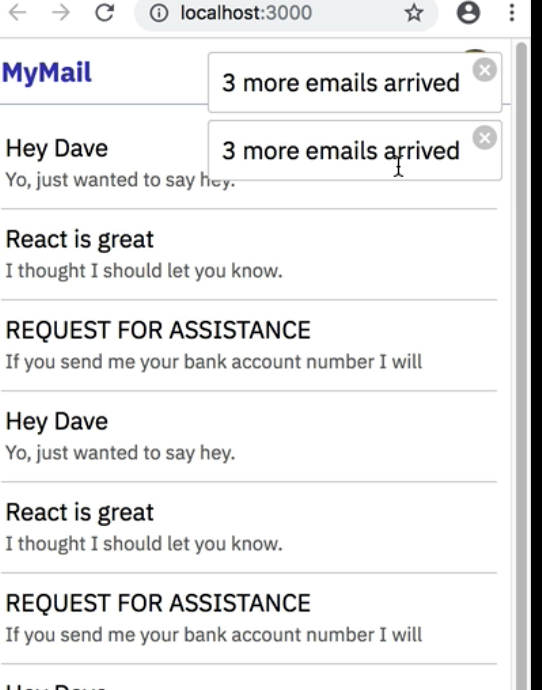 localhost:3000
MyMail
3 more emails arrived
3 more emails arrived
Hey Dave
Yo, just wanted to say hey.
React is great
I thought I should let you know.
REQUEST FOR ASSISTANCE
If you send me your bank account number I will
Hey Dave
Yo, just wanted to say hey.
React is great
I thought I should let you know.
REQUEST FOR ASSISTANCE
If you send me your bank account number I will
Hey Dave